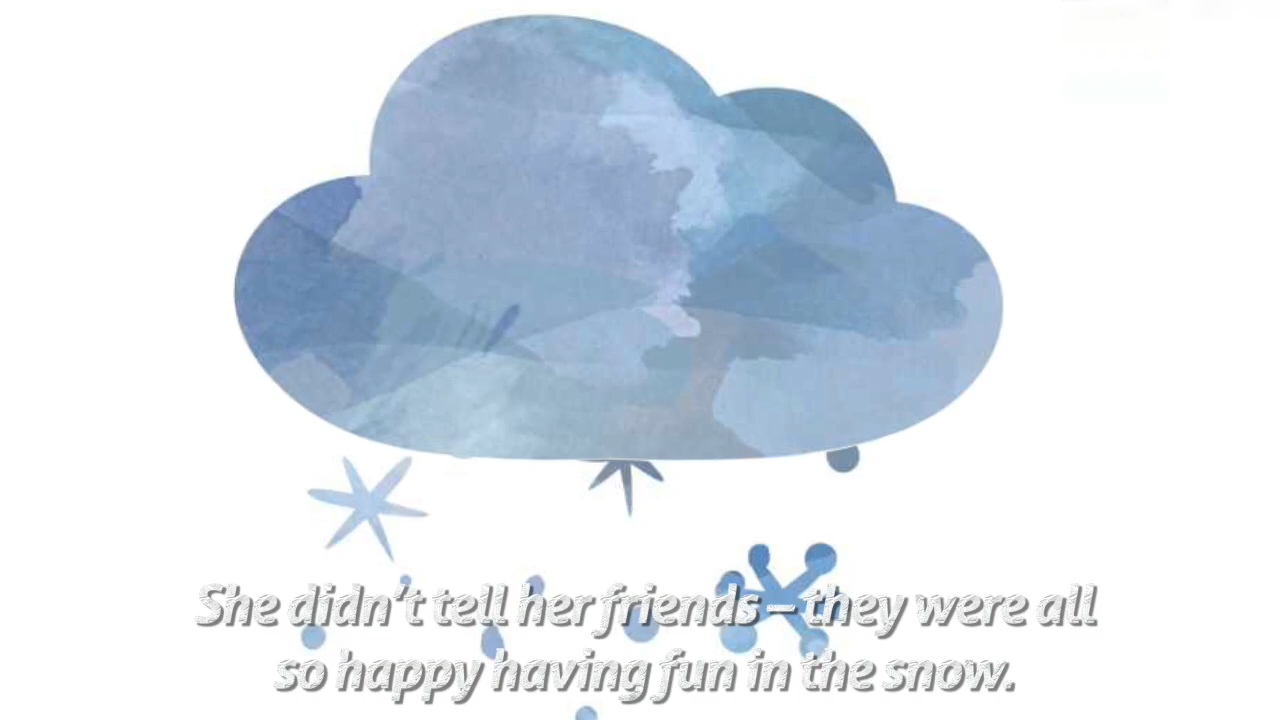 She didn't tell her friends – they were all
so happy having fun in the snow.